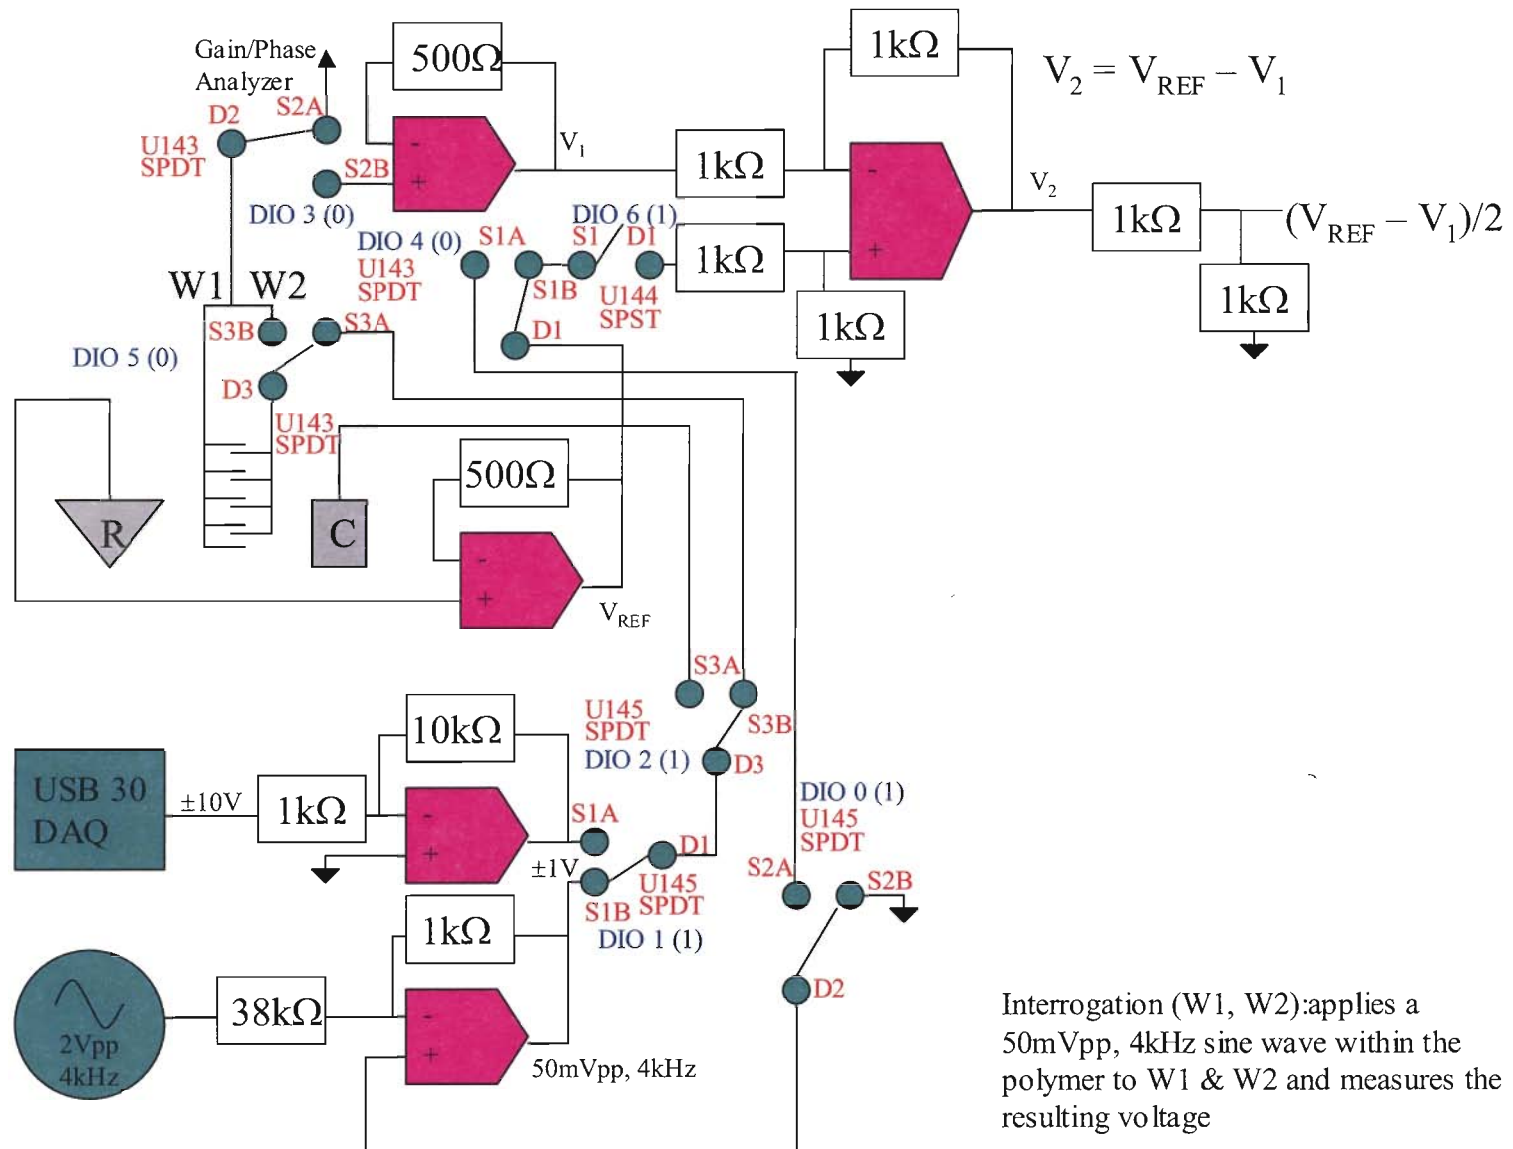 Gain/Phase
Analyzer
500Ω
1kΩ
V2 = VREF – V1
D2
S2A
U143
SPDT
-
+
V1
S2B
DIO 3 (0)
1kΩ
-
+
V2
1kΩ
(VREF – V1)/2
DIO 6 (1)
DIO 4 (0)
S1A
S1
D1
1kΩ
U143
SPDT
S1B
U144
SPST
1kΩ
1kΩ
W1
W2
S3B
S3A
D1
DIO 5 (0)
D3
U143
SPDT
500Ω
R
C
-
+
VREF
S3A
U145
SPDT
S3B
DIO 2 (1)
D3
10kΩ
USB 30
DAQ
±10V
1kΩ
-
+
S1A
D1
±1V
U145
SPDT
S1B
DIO 1 (1)
DIO 0 (1)
U145
SPDT
S2A
S2B
D2
1kΩ
2Vpp
4kHz
38kΩ
-
+
50mVpp, 4kHz
Interrogation (W1, W2):applies a
50mVpp, 4kHz sine wave within the
polymer to W1 & W2 and measures the
resulting voltage